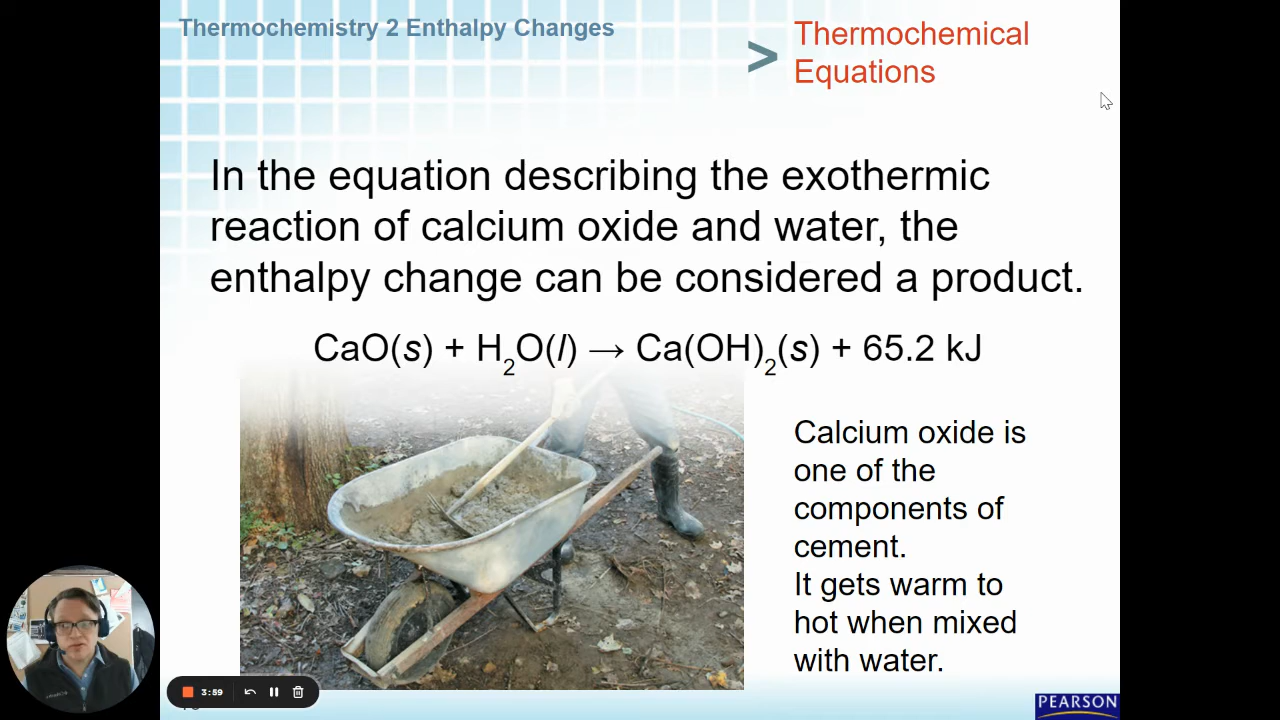 Thermochemistry 2 Enthalpy Changes
> Thermochemical
Equations
In the equation describing the exothermic
reaction of calcium oxide and water, the
enthalpy change can be considered a product.
CaO(s) + H₂O(l) → Ca(OH)₂(s) + 65.2 kJ
Calcium oxide is
one of the
components of
cement.
It gets warm to
hot when mixed
with water.
3:59
PEARSON